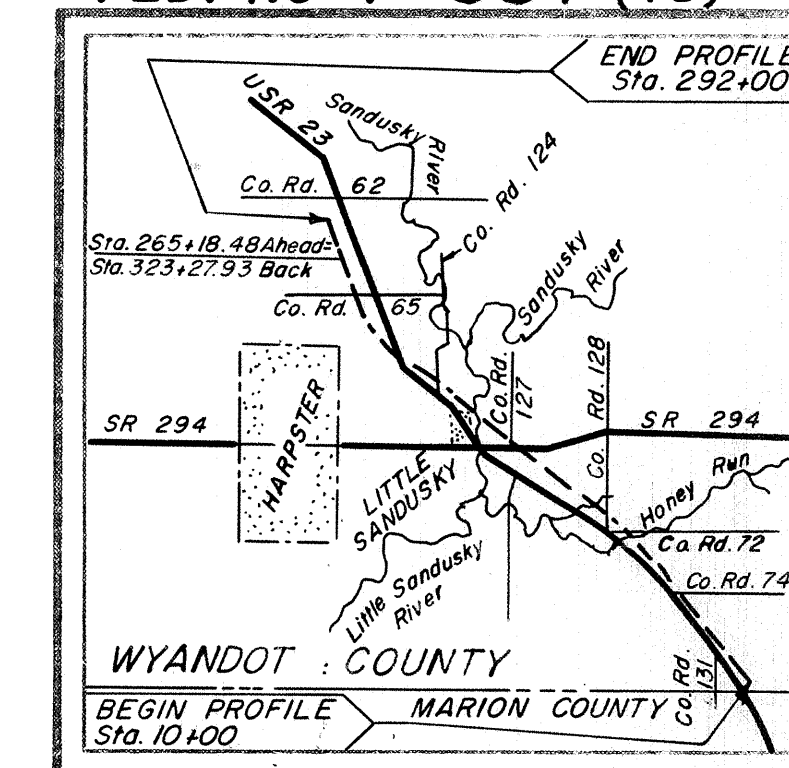 END PROFILE
Sta. 292+00
USR 23
Sandusky
River
Co. Rd. 124
Co. Rd. 62
Sta. 265+18.48 Ahead=
Sta. 323+27.93 Back
Co. Rd. 65
Sandusky
River
Co. Rd.
127
Co. Rd. 128
SR 294
HARPSTER
SR 294
LITTLE
SANDUSKY
Honey Run
Co. Rd. 72
Little Sandusky
River
Co. Rd. 74
WYANDOT : COUNTY
Co. Rd.
131
BEGIN PROFILE
Sta. 10+00
MARION COUNTY